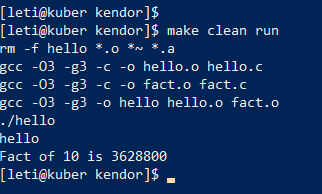 [leti@kuber kendor]$
[leti@kuber kendor]$ make clean run
rm -f hello *.o *~ *.a
gcc -O3 -g3 -c -o hello.o hello.c
gcc -O3 -g3 -c -o fact.o fact.c
gcc -O3 -g3 -o hello hello.o fact.o
./hello
hello
Fact of 10 is 3628800
[leti@kuber kendor]$